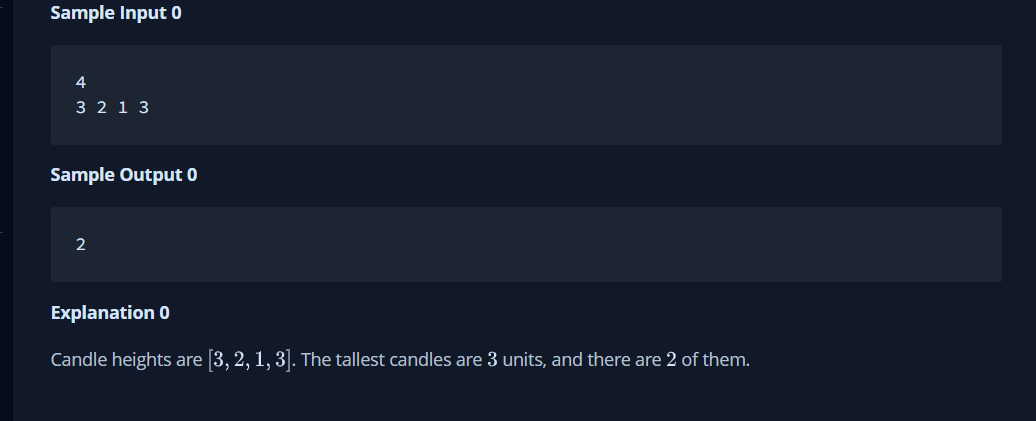 Sample Input 0
4
3 2 1 3
Sample Output 0
2
Explanation 0
Candle heights are [3, 2, 1, 3]. The tallest candles are 3 units, and there are 2 of them.